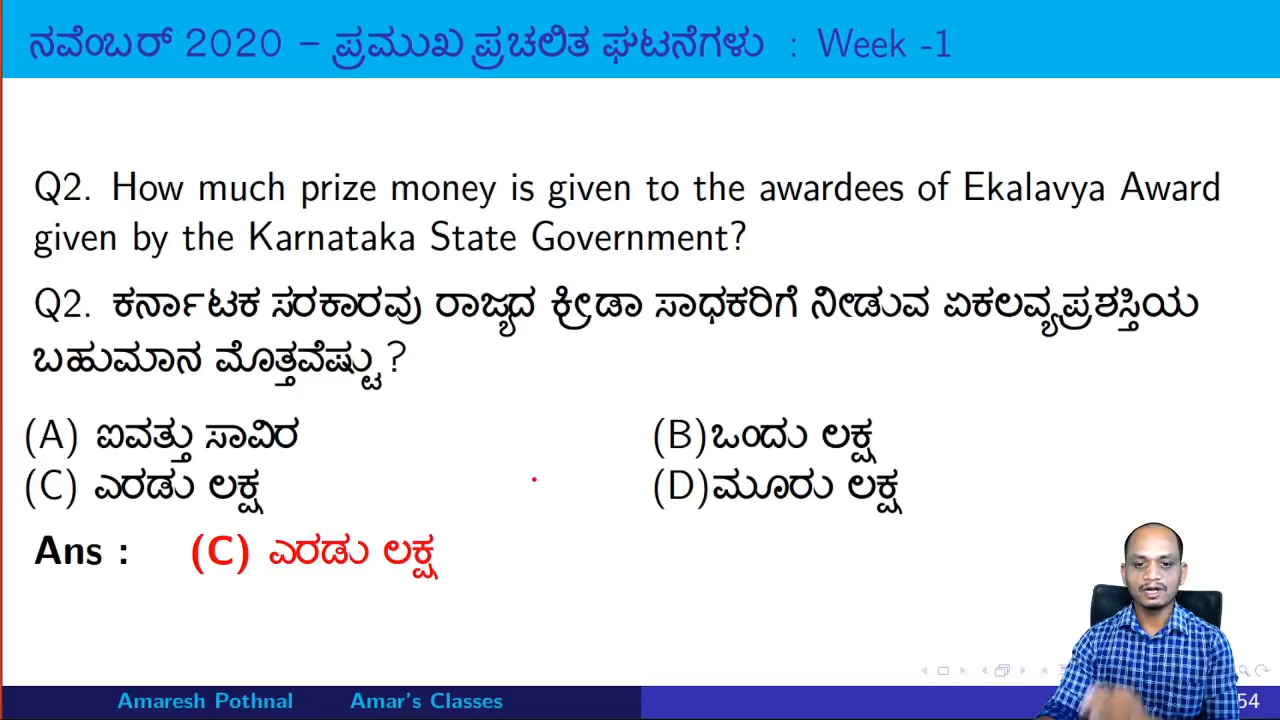 ನವೆಂಬರ್ 2020 – ಪ್ರಮುಖ ಪ್ರಚಲಿತ ಘಟನೆಗಳು : Week -1
Q2. How much prize money is given to the awardees of Ekalavya Award
given by the Karnataka State Government?
Q2. ಕರ್ನಾಟಕ ಸರಕಾರವು ರಾಜ್ಯದ ಕ್ರೀಡಾ ಸಾಧಕರಿಗೆ ನೀಡುವ ಏಕಲವ್ಯಪ್ರಶಸ್ತಿಯ
ಬಹುಮಾನ ಮೊತ್ತವೆಷ್ಟು?
(A) ಐವತ್ತು ಸಾವಿರ (B)ಒಂದು ಲಕ್ಷ
(C) ಎರಡು ಲಕ್ಷ (D)ಮೂರು ಲಕ್ಷ
Ans : (C) ಎರಡು ಲಕ್ಷ
Amaresh Pothnal Amar's Classes 54